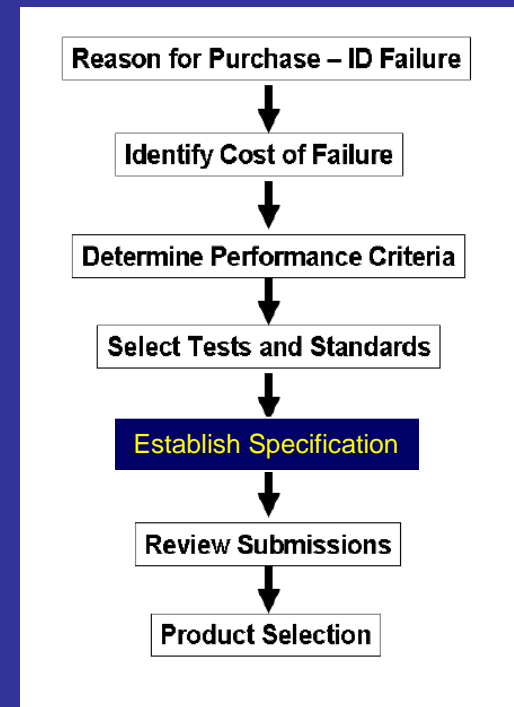 Reason for Purchase – ID Failure
Identify Cost of Failure
Determine Performance Criteria
Select Tests and Standards
Establish Specification
Review Submissions
Product Selection